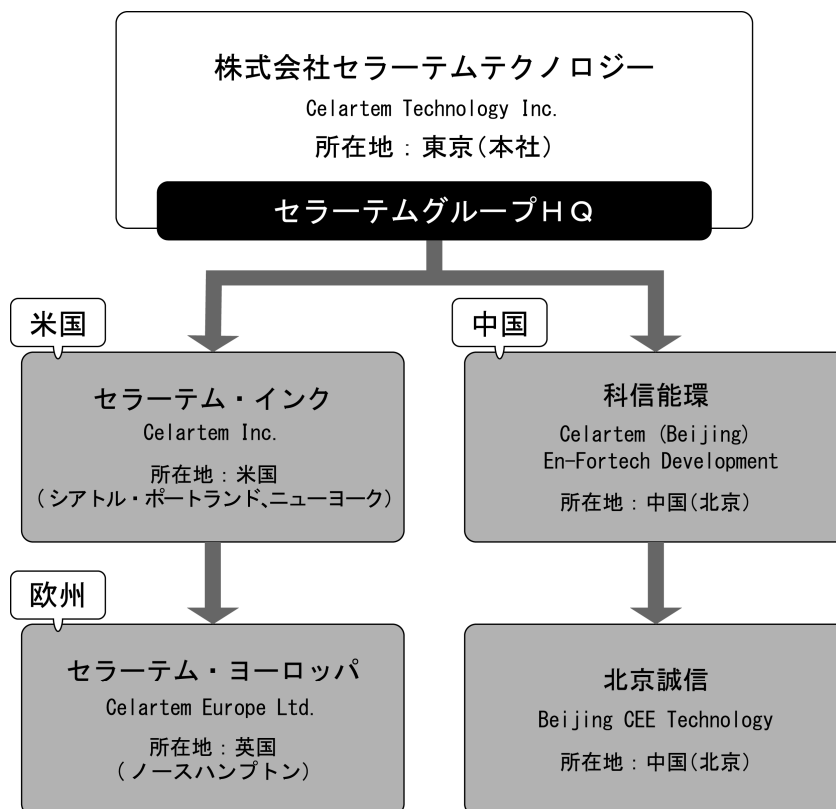 株式会社セラーテムテクノロジー
Celartem Technology Inc.
所在地：東京(本社)
セラーテムグループHQ
米国
セラーテム・インク
Celartem Inc.
所在地：米国
(シアトル・ポートランド、ニューヨーク)
中国
科信能環
Celartem (Beijing)
En-Fortech Development
所在地：中国(北京)
欧州
セラーテム・ヨーロッパ
Celartem Europe Ltd.
所在地：英国
(ノースハンプトン)
北京誠信
Beijing CEE Technology
所在地：中国(北京)